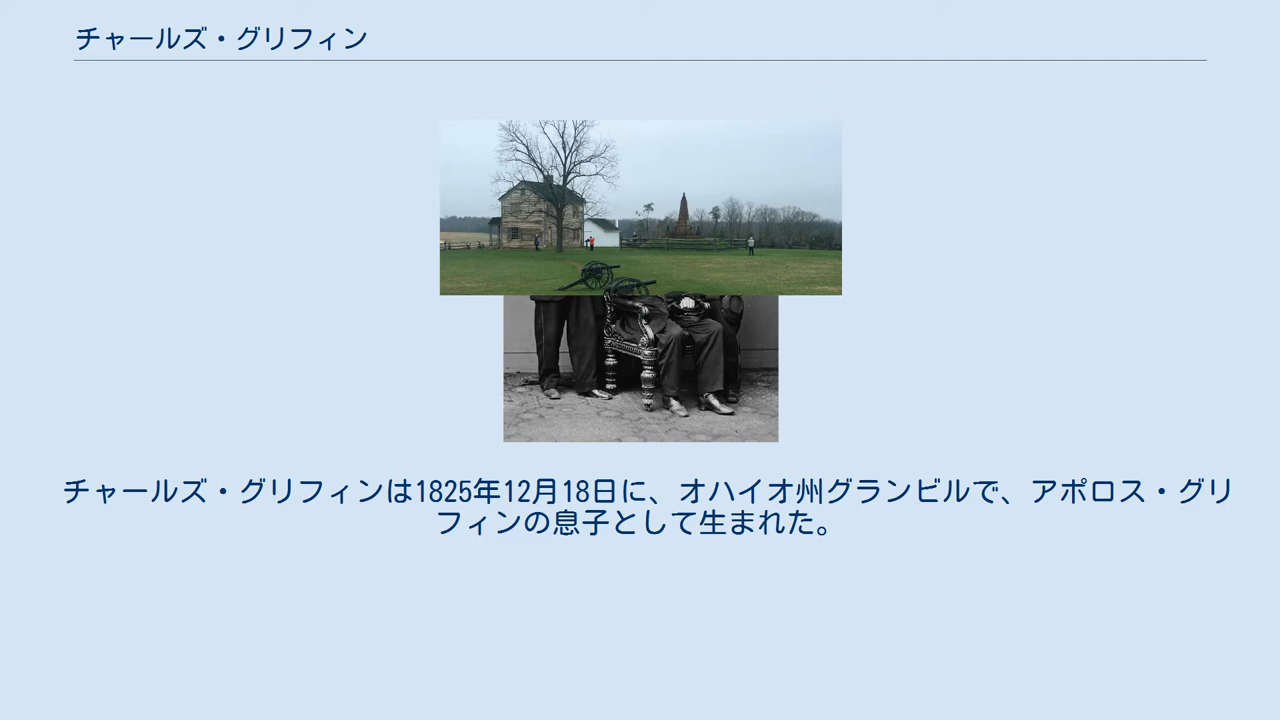 チャールズ・グリフィン
チャールズ・グリフィンは1825年12月18日に、オハイオ州グランビルで、アポロス・グリ
フィンの息子として生まれた。